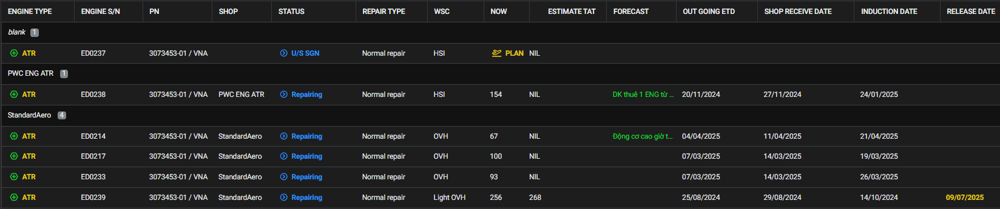 ENGINE TYPE ENGINE S/N PN SHOP STATUS REPAIR TYPE WSC NOW ESTIMATE TAT FORECAST OUT GOING ETD SHOP RECEIVE DATE INDUCTION DATE RELEASE DATE
blank 1
ATR ED0237 3073453-01 / VNA U/S SGN Normal repair HSI PLAN NIL
PWC ENG ATR 1
ATR ED0238 3073453-01 / VNA PWC ENG ATR Repairing Normal repair HSI 154 NIL DK thuê 1 ENG từ ... 20/11/2024 27/11/2024 24/01/2025
StandardAero 4
ATR ED0214 3073453-01 / VNA StandardAero Repairing Normal repair OVH 67 NIL Động cơ cao giờ t... 04/04/2025 11/04/2025 21/04/2025
ATR ED0217 3073453-01 / VNA StandardAero Repairing Normal repair OVH 100 NIL 07/03/2025 14/03/2025 19/03/2025
ATR ED0233 3073453-01 / VNA StandardAero Repairing Normal repair OVH 93 NIL 07/03/2025 14/03/2025 26/03/2025
ATR ED0239 3073453-01 / VNA StandardAero Repairing Normal repair Light OVH 256 268 25/08/2024 29/08/2024 14/10/2024 09/07/2025